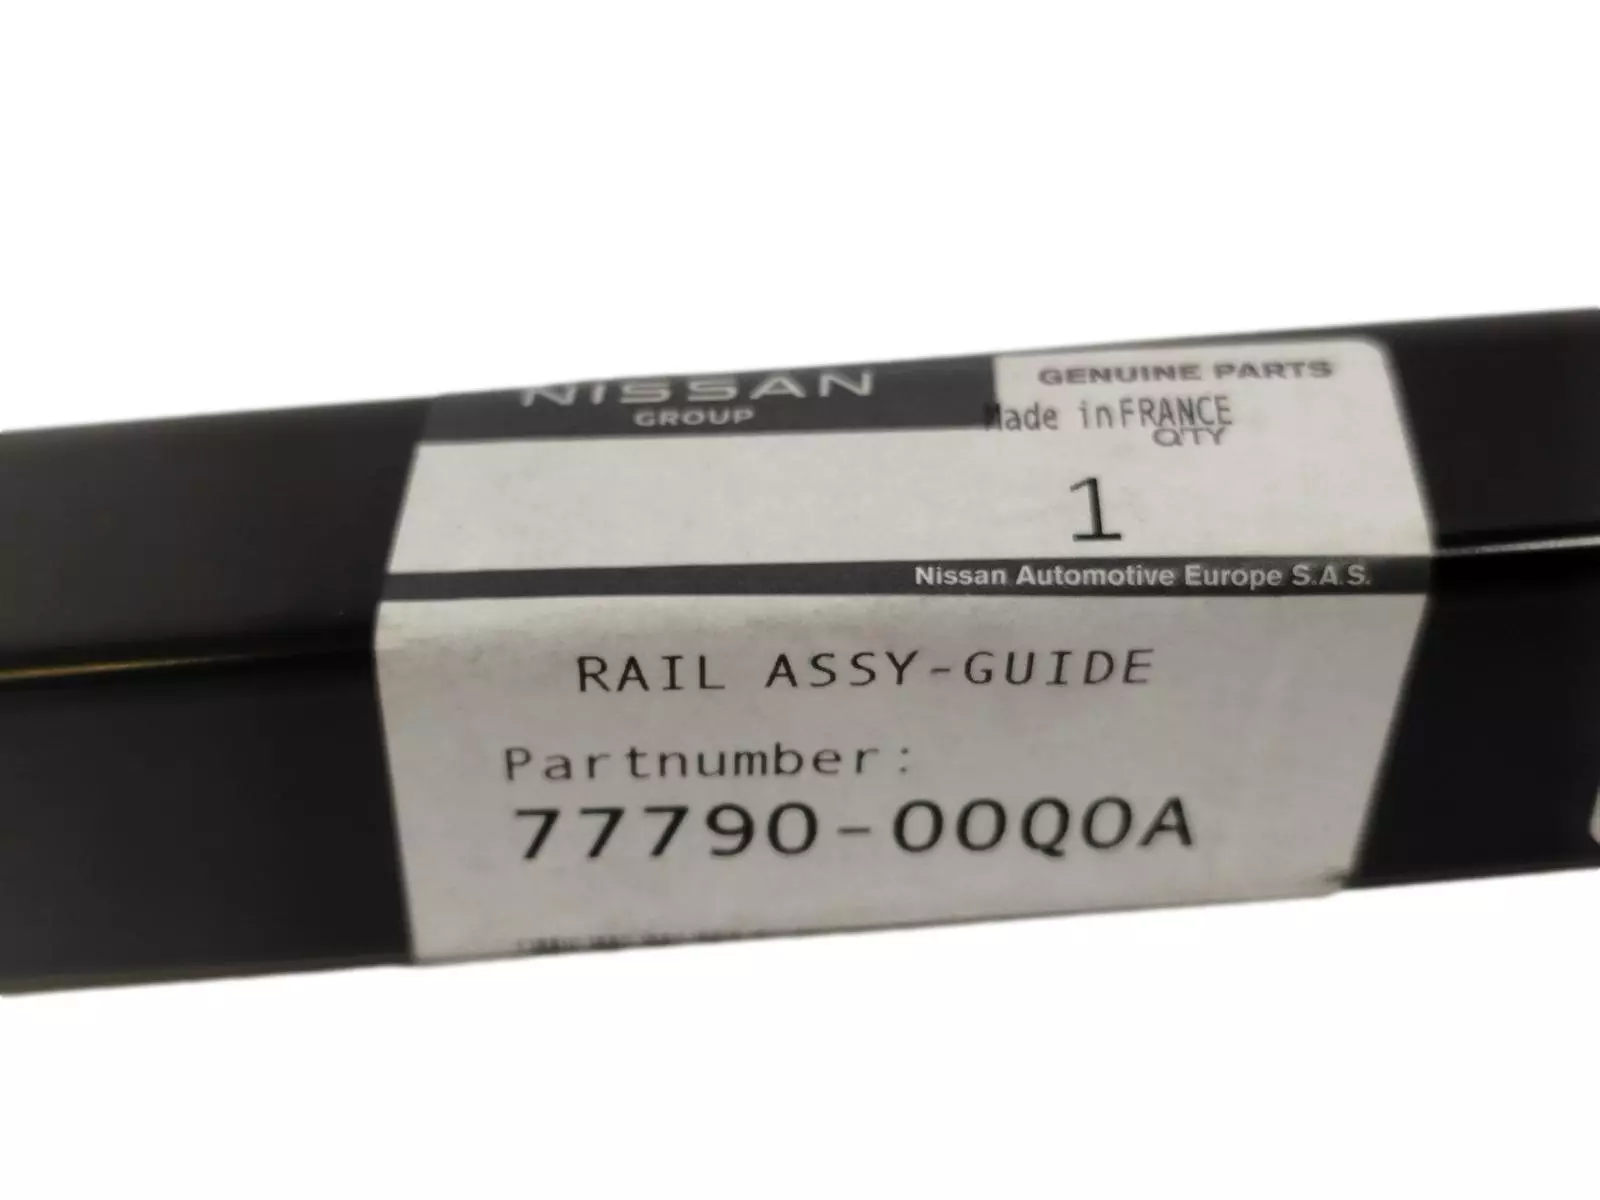 NISSAN
GROUP
GENUINE PARTS
Made in FRANCE
QTY
1
Nissan Automotive Europe S.A.S.
RAIL ASSY-GUIDE
Partnumber:
77790-00Q0A